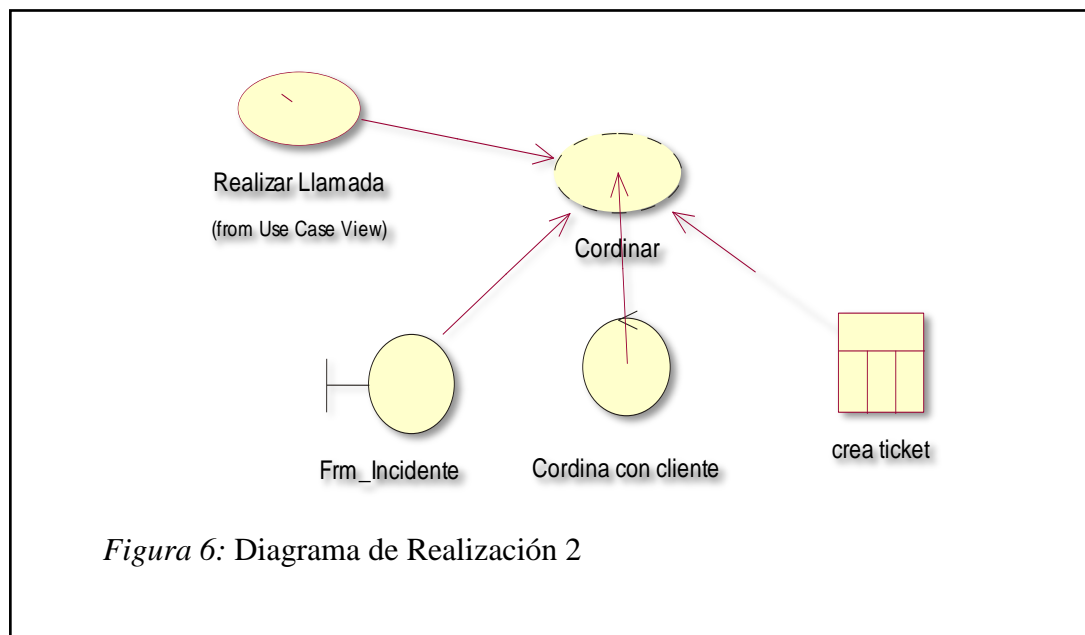 Realizar Llamada
(from Use Case View)
Cordinar
Frm_Incidente
Cordina con cliente
crea ticket
Figura 6: Diagrama de Realización 2